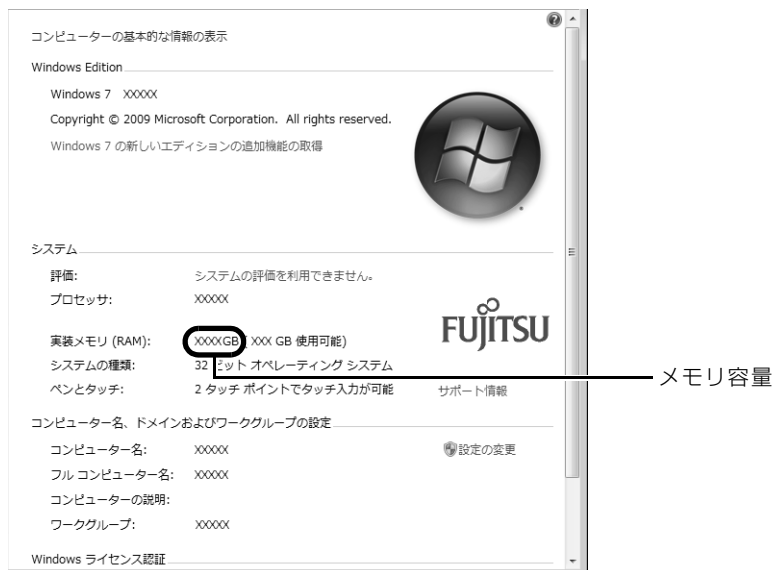 コンピューターの基本的な情報の表示
Windows Edition
Windows 7 XXXXX
Copyright © 2009 Microsoft Corporation. All rights reserved.
Windows 7 の新しいエディションの追加機能の取得
システム
評価: システムの評価を利用できません。
プロセッサ: XXXXX
FUJITSU
実装メモリ (RAM): XXXXGB ( XXX GB 使用可能)
システムの種類: 32 ビット オペレーティング システム
メモリ容量
ペンとタッチ: 2 タッチ ポイントでタッチ入力が可能 サポート情報
コンピューター名、ドメインおよびワークグループの設定
コンピューター名: XXXXX 設定の変更
フル コンピューター名: XXXXX
コンピューターの説明:
ワークグループ: XXXXX
Windows ライセンス認証